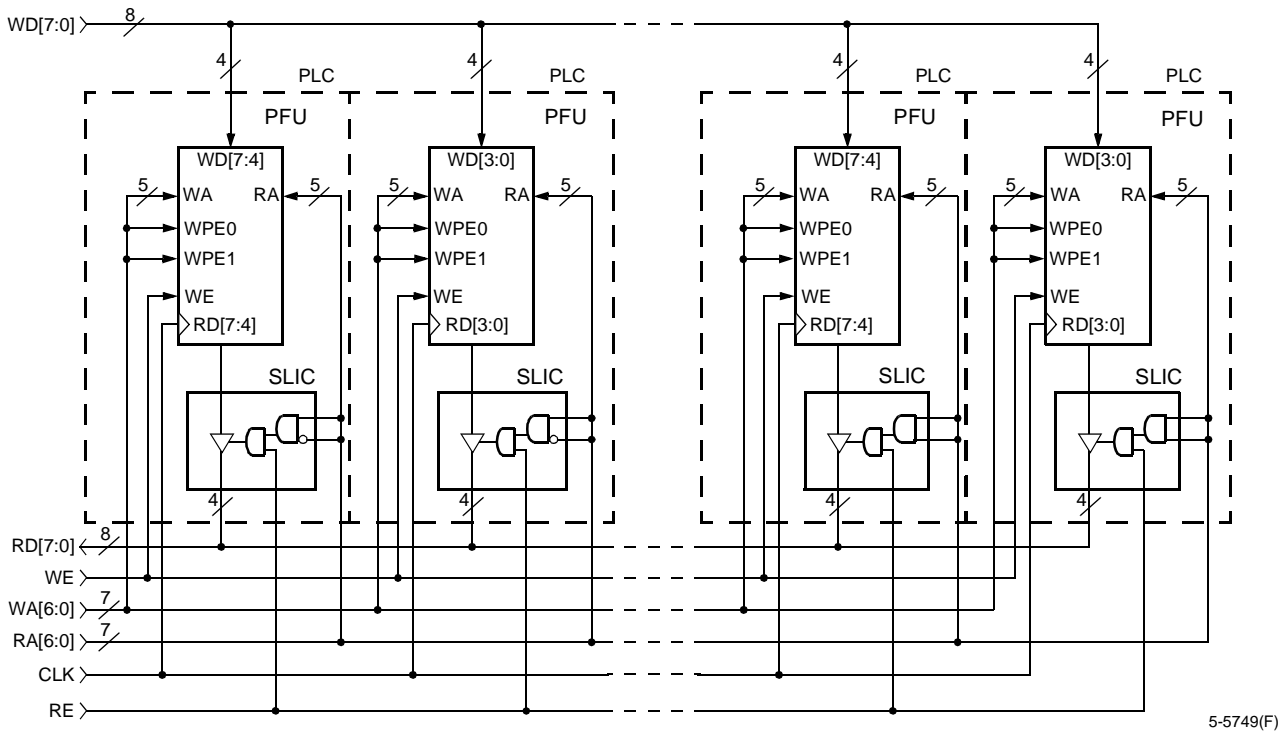 WD[7:0] 8
4 4 4 4
PLC PLC PLC PLC
PFU PFU PFU PFU
WD[7:4] WD[3:0] WD[7:4] WD[3:0]
5 WA RA 5 5 WA RA 5 5 WA RA 5 5 WA RA 5
WPE0 WPE0 WPE0 WPE0
WPE1 WPE1 WPE1 WPE1
WE WE WE WE
RD[7:4] RD[3:0] RD[7:4] RD[3:0]
SLIC SLIC SLIC SLIC
4 4 4 4
RD[7:0] 8
WE
WA[6:0] 7
RA[6:0] 7
CLK
RE
5-5749(F)